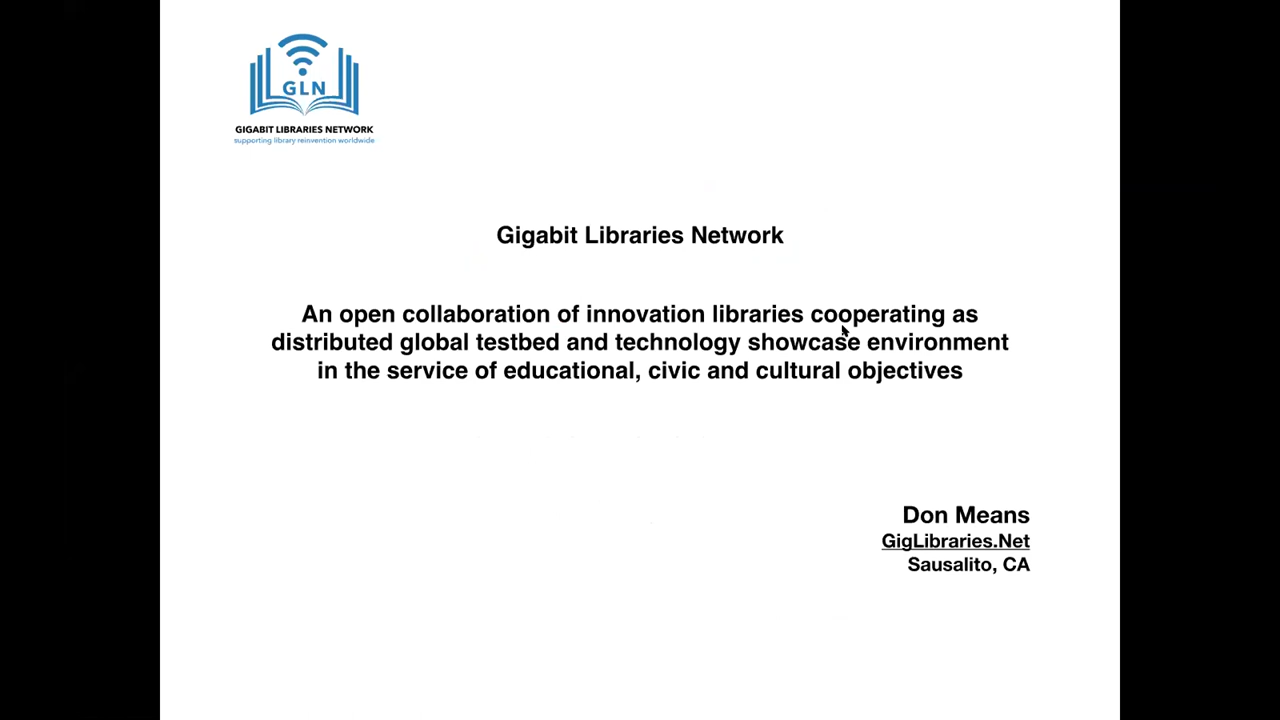 GLN
GIGABIT LIBRARIES NETWORK
supporting library reinvention worldwide
Gigabit Libraries Network
An open collaboration of innovation libraries cooperating as
distributed global testbed and technology showcase environment
in the service of educational, civic and cultural objectives
Don Means
GigLibraries.Net
Sausalito, CA